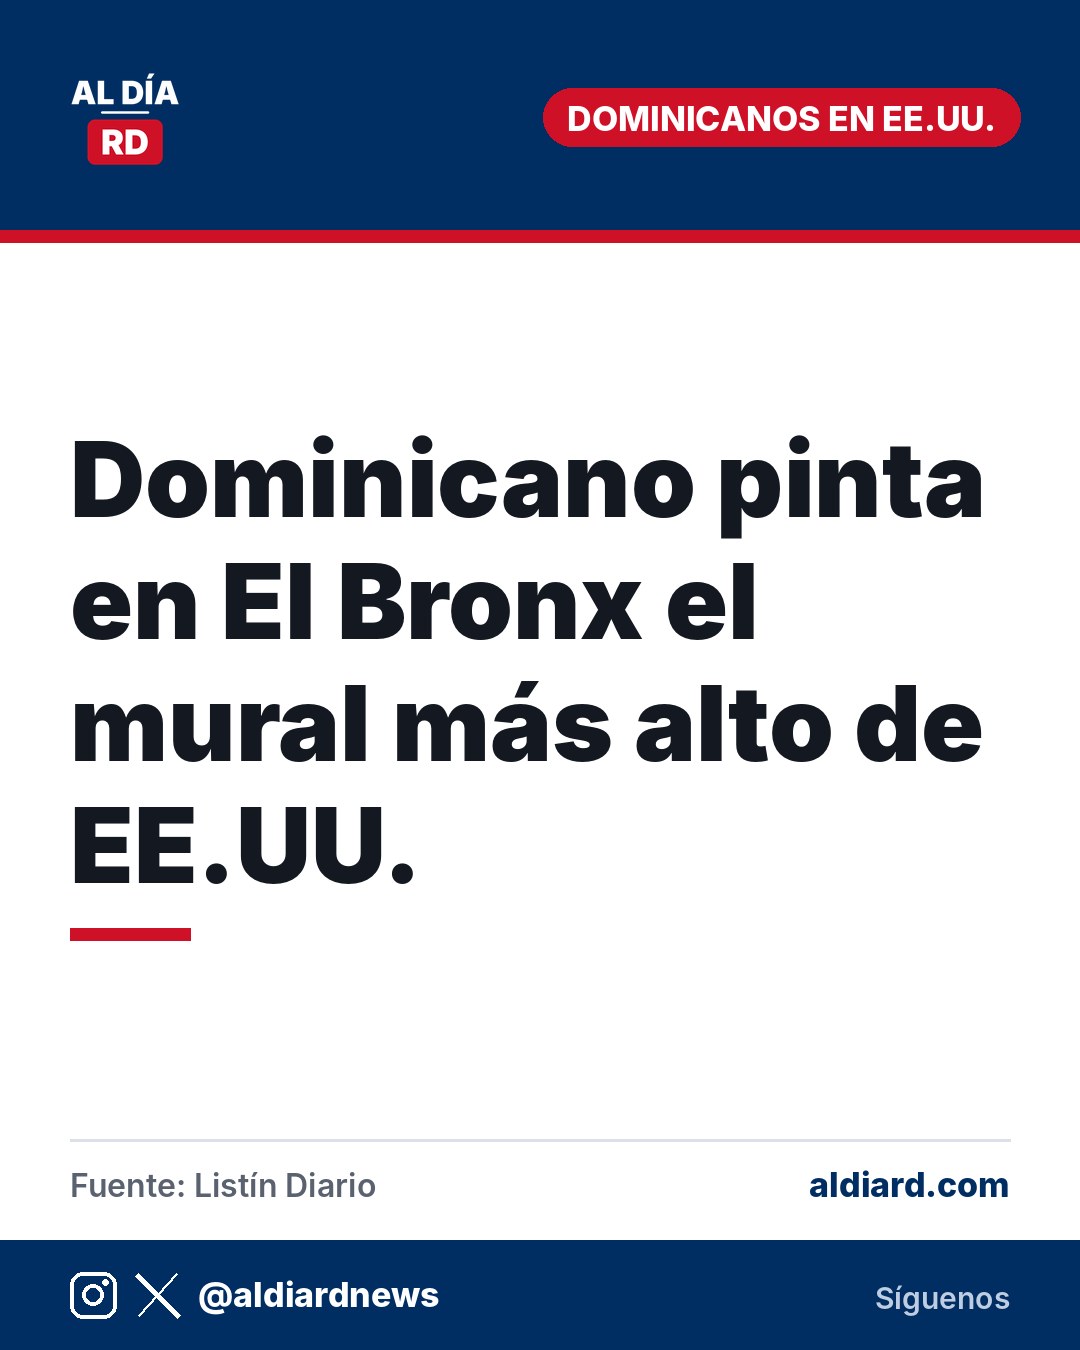 AL DÍA
RD
DOMINICANOS EN EE.UU.
Dominicano pinta
en El Bronx el
mural más alto de
EE.UU.
Fuente: Listín Diario
aldiard.com
@aldiardnews
Síguenos